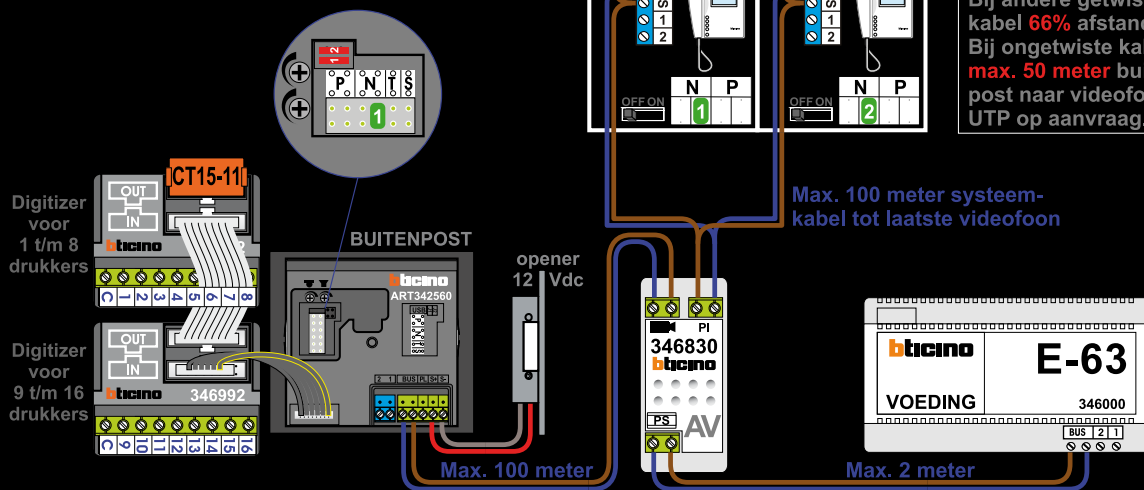 Bij andere getwis
kabel 66% afstan
Bij ongetwiste ka
max. 50 meter bu
post naar videofo
UTP op aanvraag.
S
1
2
S
1
2
N P
OFF ON
1
N P
OFF ON
2
1 2
P N T S
1
Max. 100 meter systeem-
kabel tot laatste videofoon
CT15-11
OUT
IN
bticino
2
C 1 2 3 4 5 6 7 8
Digitizer
voor
1 t/m 8
drukkers
BUITENPOST
bticino
ART342560
USB
P N T S
2 1 BUS PL S+ S-
opener
12 Vdc
Digitizer
voor
9 t/m 16
drukkers
OUT
IN
bticino 346992
C 9 10 11 12 13 14 15 16
PI
346830
bticino
PS
AV
bticino
VOEDING
E-63
346000
BUS 2 1
Max. 100 meter
Max. 2 meter